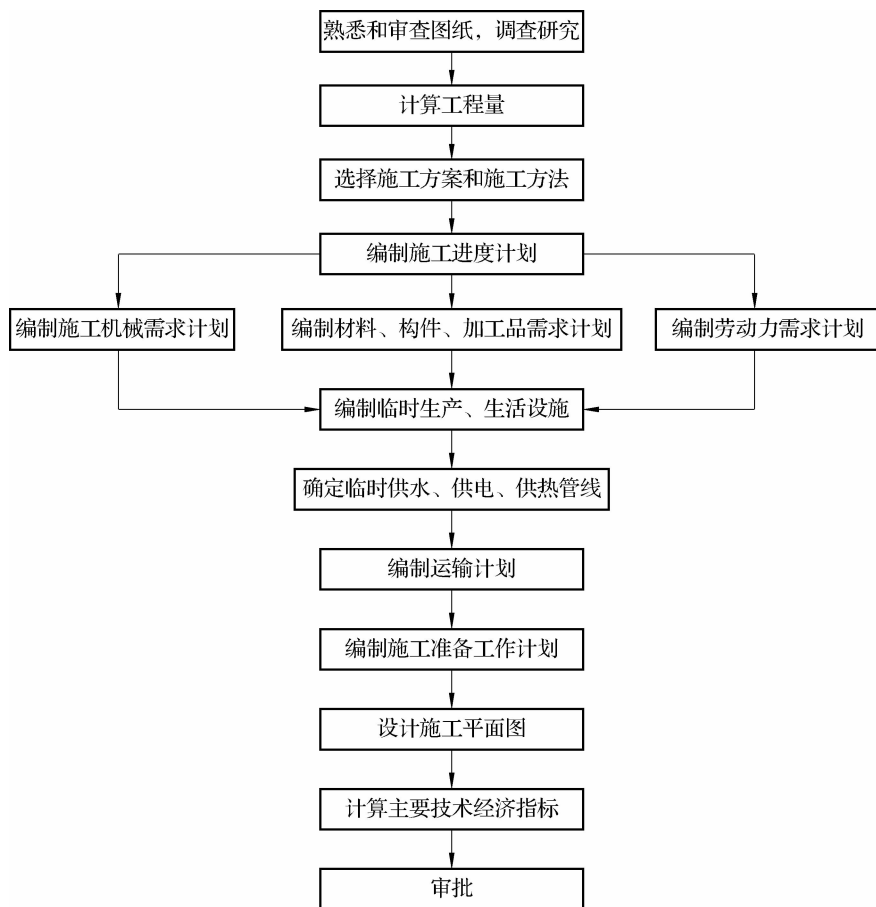 熟悉和审查图纸，调查研究
计算工程量
选择施工方案和施工方法
编制施工进度计划
编制施工机械需求计划
编制材料、构件、加工品需求计划
编制劳动力需求计划
编制临时生产、生活设施
确定临时供水、供电、供热管线
编制运输计划
编制施工准备工作计划
设计施工平面图
计算主要技术经济指标
审批